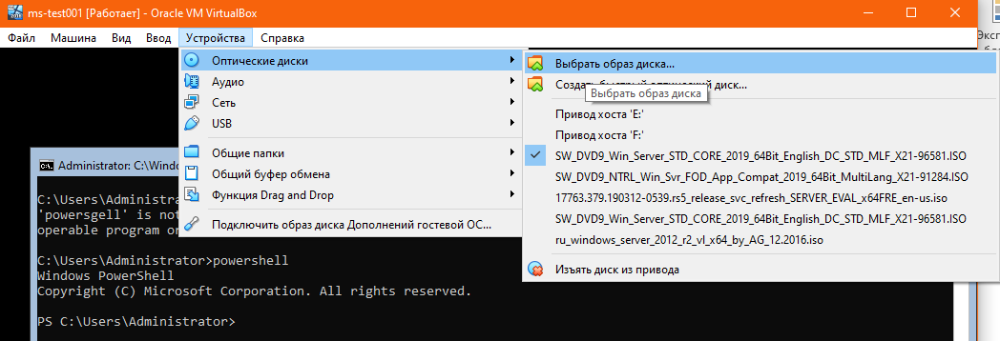 ms-test001 [Работает] - Oracle VM VirtualBox
Файл Машина Вид Ввод Устройства Справка
Оптические диски
Аудио
Сеть
USB
Общие папки
Общий буфер обмена
Функция Drag and Drop
Подключить образ диска Дополнений гостевой ОС...
Выбрать образ диска...
Создать оптический диск...
Выбрать образ диска
Привод хоста 'E:'
Привод хоста 'F:'
SW_DVD9_Win_Server_STD_CORE_2019_64Bit_English_DC_STD_MLF_X21-96581.ISO
SW_DVD9_NTRL_Win_Svr_FOD_App_Compat_2019_64Bit_MultiLang_X21-91284.ISO
17763.379.190312-0539.rs5_release_svc_refresh_SERVER_EVAL_x64FRE_en-us.iso
SW_DVD9_Win_Server_STD_CORE_2019_64Bit_English_DC_STD_MLF_X21-96581.ISO
ru_windows_server_2012_r2_vl_x64_by_AG_12.2016.iso
Изъять диск из привода
Administrator: C:\Windo
C:\Users\Administra
'powersgell' is not
operable program or
C:\Users\Administrator>powershell
Windows PowerShell
Copyright (C) Microsoft Corporation. All rights reserved.
PS C:\Users\Administrator>
Эксп